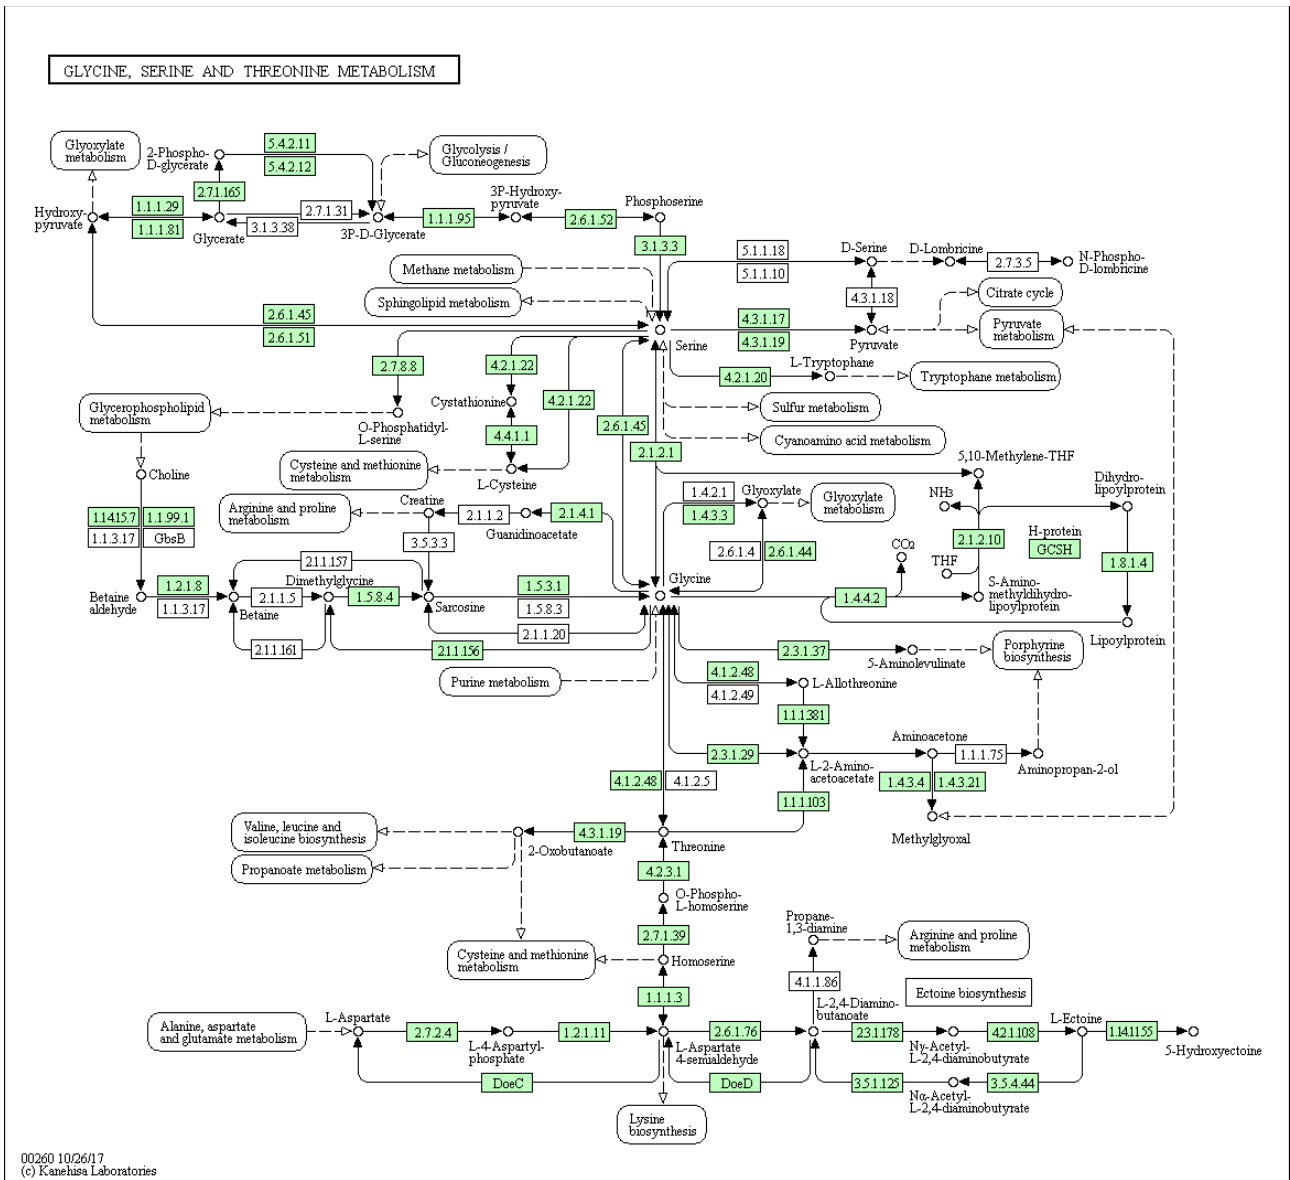 GLYCINE, SERINE AND THREONINE METABOLISM
Glyoxylate
metabolism
2-Phospho-
D-glycerate
5.4.2.11
5.4.2.12
Glycolysis /
Gluconeogenesis
2.7.1.165
Hydroxy-
pyruvate
1.1.1.29
1.1.1.81
Glycerate
2.7.1.31
3.1.3.38
3P-D-Glycerate
1.1.1.95
3P-Hydroxy-
pyruvate
2.6.1.52
Phosphoserine
3.1.3.3
5.1.1.18
5.1.1.10
D-Serine
D-Lombricine
2.7.3.5
N-Phospho-
D-lombricine
Methane metabolism
Sphingolipid metabolism
4.3.1.18
Citrate cycle
2.6.1.45
2.6.1.51
Serine
4.3.1.17
4.3.1.19
Pyruvate
Pyruvate
metabolism
2.7.8.8
4.2.1.22
L-Tryptophane
4.2.1.20
Tryptophane metabolism
Glycerophospholipid
metabolism
Cystathionine
4.2.1.22
O-Phosphatidyl-
L-serine
4.4.1.1
2.6.1.45
2.1.2.1
Sulfur metabolism
Cyanoamino acid metabolism
Choline
Cysteine and methionine
metabolism
L-Cysteine
5,10-Methylene-THF
Dihydro-
lipoylprotein
1.14.15.7
1.1.99.1
1.1.3.17
GbsB
Arginine and proline
metabolism
Creatine
2.1.1.2
Guanidinoacetate
2.1.4.1
1.4.2.1
1.4.3.3
Glyoxylate
Glyoxylate
metabolism
NH3
3.5.3.3
2.6.1.4
2.6.1.44
CO2
2.1.2.10
THF
H-protein
GCSH
1.8.1.4
2.1.1.157
Betaine
aldehyde
1.2.1.8
1.1.3.17
Betaine
2.1.1.5
Dimethylglycine
1.5.8.4
Sarcosine
1.5.3.1
1.5.8.3
2.1.1.20
Glycine
1.4.4.2
S-Amino-
methyldihydro-
lipoylprotein
Lipoylprotein
2.1.1.161
2.1.1.156
Purine metabolism
2.3.1.37
5-Aminolevulinate
Porphyrine
biosynthesis
4.1.2.48
4.1.2.49
L-Allothreonine
1.1.1381
2.3.1.29
L-2-Amino-
acetoacetate
Aminoacetone
1.1.1.75
Aminopropan-2-ol
4.1.2.48
4.1.2.5
1.1.1.103
1.4.3.4
1.4.3.21
Methylglyoxal
Valine, leucine and
isoleucine biosynthesis
Propanoate metabolism
2-Oxobutanoate
4.3.1.19
Threonine
4.2.3.1
O-Phospho-
L-homoserine
2.7.1.39
Cysteine and methionine
metabolism
Homoserine
Propane-
1,3-diamine
Arginine and proline
metabolism
4.1.1.86
1.1.1.3
L-2,4-Diamino-
butanoate
Ectoine biosynthesis
Alanine, aspartate
and glutamate metabolism
L-Aspartate
2.7.2.4
L-4-Aspartyl-
phosphate
1.2.1.11
L-Aspartate
4-semialdehyde
2.6.1.76
2.3.1.178
Nγ-Acetyl-
L-2,4-diaminobutyrate
4.2.1.108
L-Ectoine
1.14.11.55
5-Hydroxyectoine
DoeC
DoeD
3.5.1.125
Nα-Acetyl-
L-2,4-diaminobutyrate
3.5.4.44
Lysine
biosynthesis
00260 10/26/17
(c) Kanehisa Laboratories